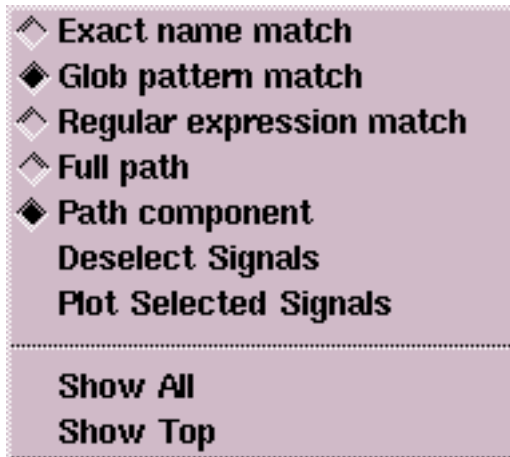 Exact name match
Glob pattern match
Regular expression match
Full path
Path component
Deselect Signals
Plot Selected Signals
Show All
Show Top